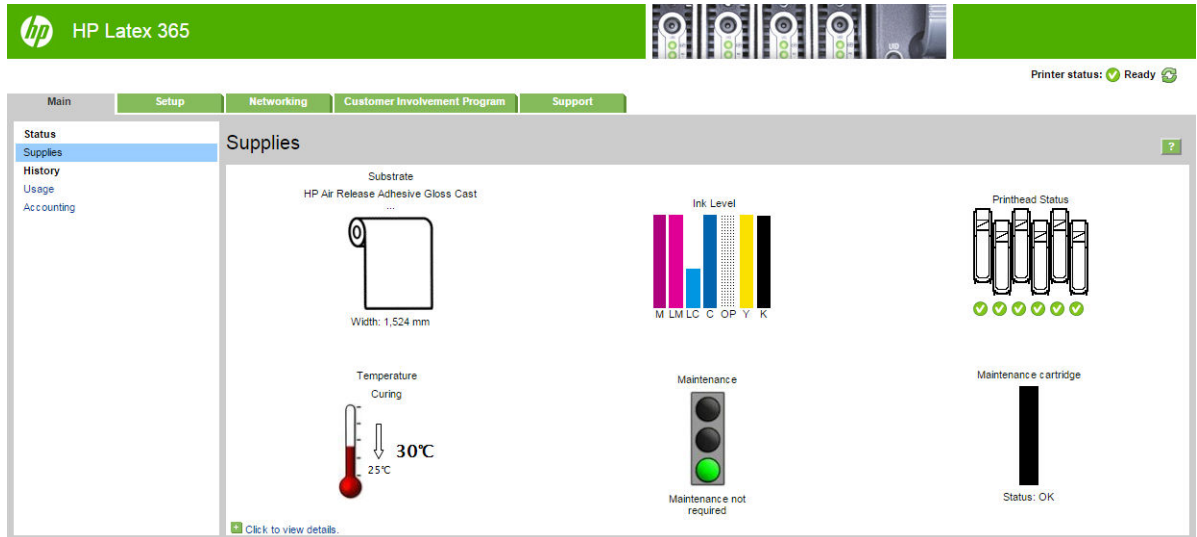 hp HP Latex 365
UID
Printer status: Ready
Main Setup Networking Customer Involvement Program Support
Status
Supplies
History
Usage
Accounting
Supplies
?
Substrate
HP Air Release Adhesive Gloss Cast
...
Width: 1,524 mm
Ink Level
M LM LC C OP Y K
Printhead Status
Temperature
Curing
30℃
25℃
Maintenance
Maintenance not
required
Maintenance cartridge
Status: OK
+ Click to view details.